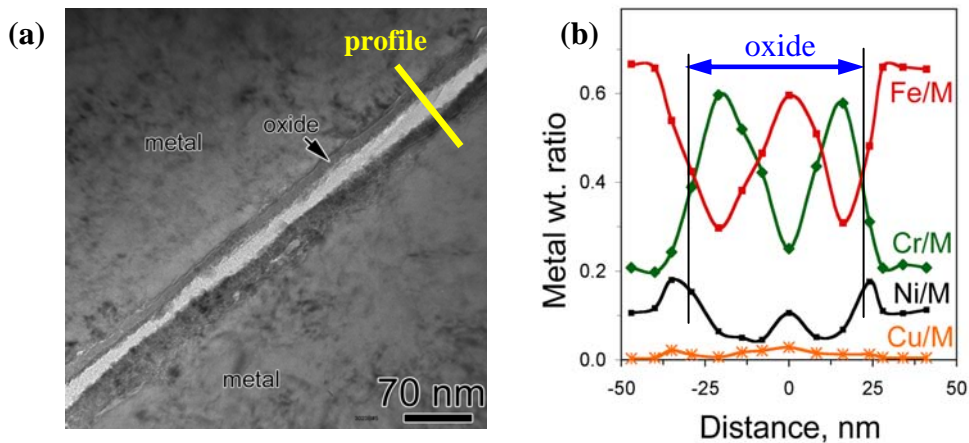 (a)
profile
oxide
metal
metal
70 nm
(b)
oxide
Metal wt. ratio
0.6
0.4
0.2
0.0
Fe/M
Cr/M
Ni/M
Cu/M
-50
-25
0
25
50
Distance, nm